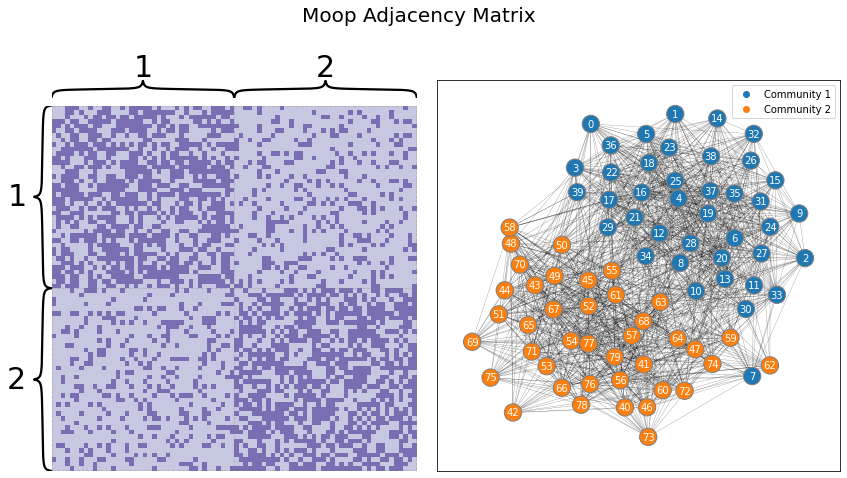 Moop Adjacency Matrix
1 2
1
2
Community 1
Community 2
0 1 14
5 32
36 23
18 38 26
3 22 25 15
39 17 16 4 37 35 31
21 19 9
58 29 12 6 24
48 50 34 28 27 2
70 8 20
49 55 13
44 43 45 61 10 11 33
51 67 52 63 30
65 68
69 71 54 77 57 64 59
79 47
75 53 41 74 62
66 76 56 7
60 72
42 78 40 46
73